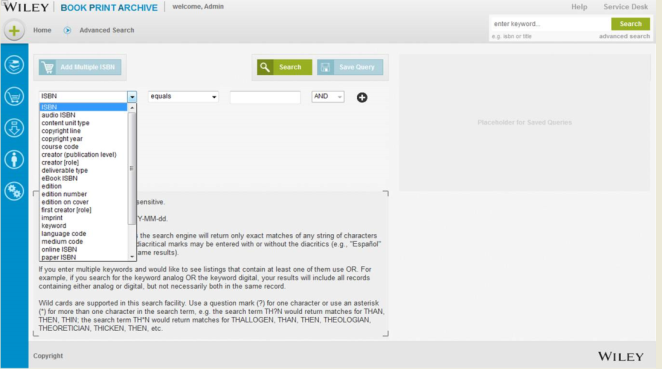 WILEY BOOK PRINT ARCHIVE welcome, Admin Help Service Desk
Home Advanced Search
enter keyword... Search
e.g. isbn or title advanced search
Add Multiple ISBN Search Save Query
ISBN equals AND
ISBN
audio ISBN
content unit type
copyright line
copyright year
course code
creator (publication level)
creator [role]
deliverable type
eBook ISBN
edition
edition number
edition on cover
first creator [role]
imprint
keyword
language code
medium code
online ISBN
paper ISBN
Placeholder for Saved Queries
sensitive.
Y-MM-dd.
the search engine will return only exact matches of any string of characters
diacritical marks may be entered with or without the diacritics (e.g., "Español"
ame results).
If you enter multiple keywords and would like to see listings that contain at least one of them use OR. For
example, if you search for the keyword analog OR the keyword digital, your results will include all records
containing either analog or digital, but not necessarily both in the same record.
Wild cards are supported in this search facility. Use a question mark (?) for one character or use an asterisk
(*) for more than one character in the search term, e.g. the search term TH?N would return matches for THAN,
THEN, THIN; the search term TH*N would return matches for THALLOGEN, THAN, THEN, THEOLOGIAN,
THEORETICIAN, THICKEN, THEN, etc.
Copyright WILEY